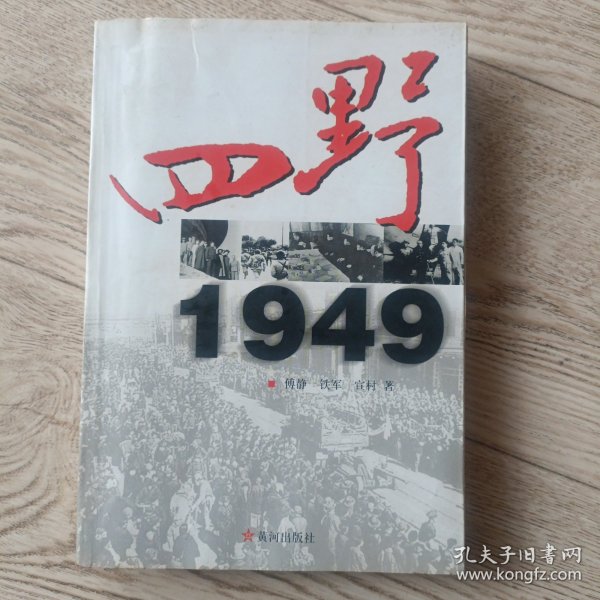 四野
1949
傅静 铁军 宣村 著
黄河出版社
孔夫子旧书网
www.kongfz.com